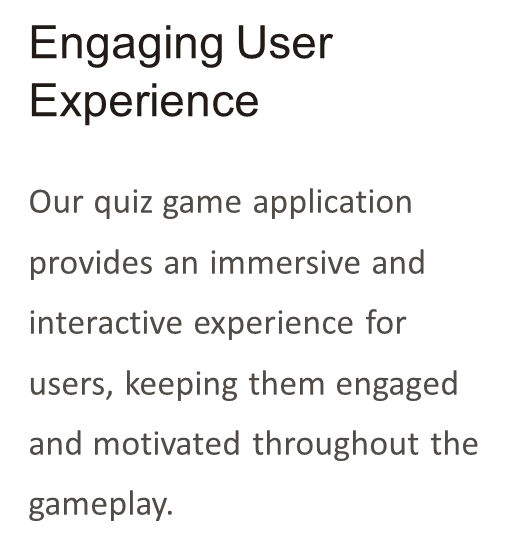 Engaging User
Experience
Our quiz game application
provides an immersive and
interactive experience for
users, keeping them engaged
and motivated throughout the
gameplay.